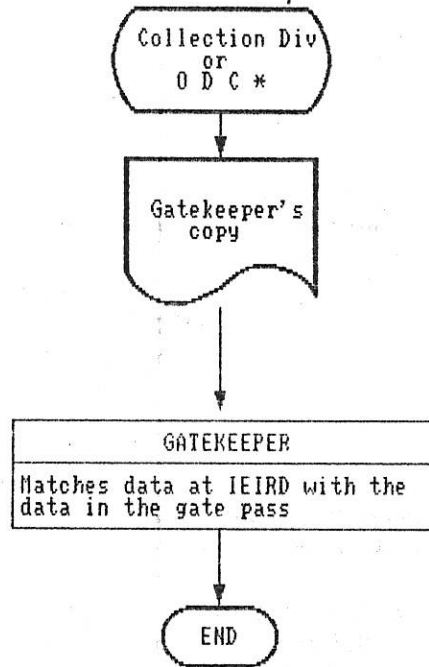 Collection Div
or
O D C *
Gatekeeper's
copy
GATEKEEPER
Matches data at IEIRD with the
data in the gate pass
END